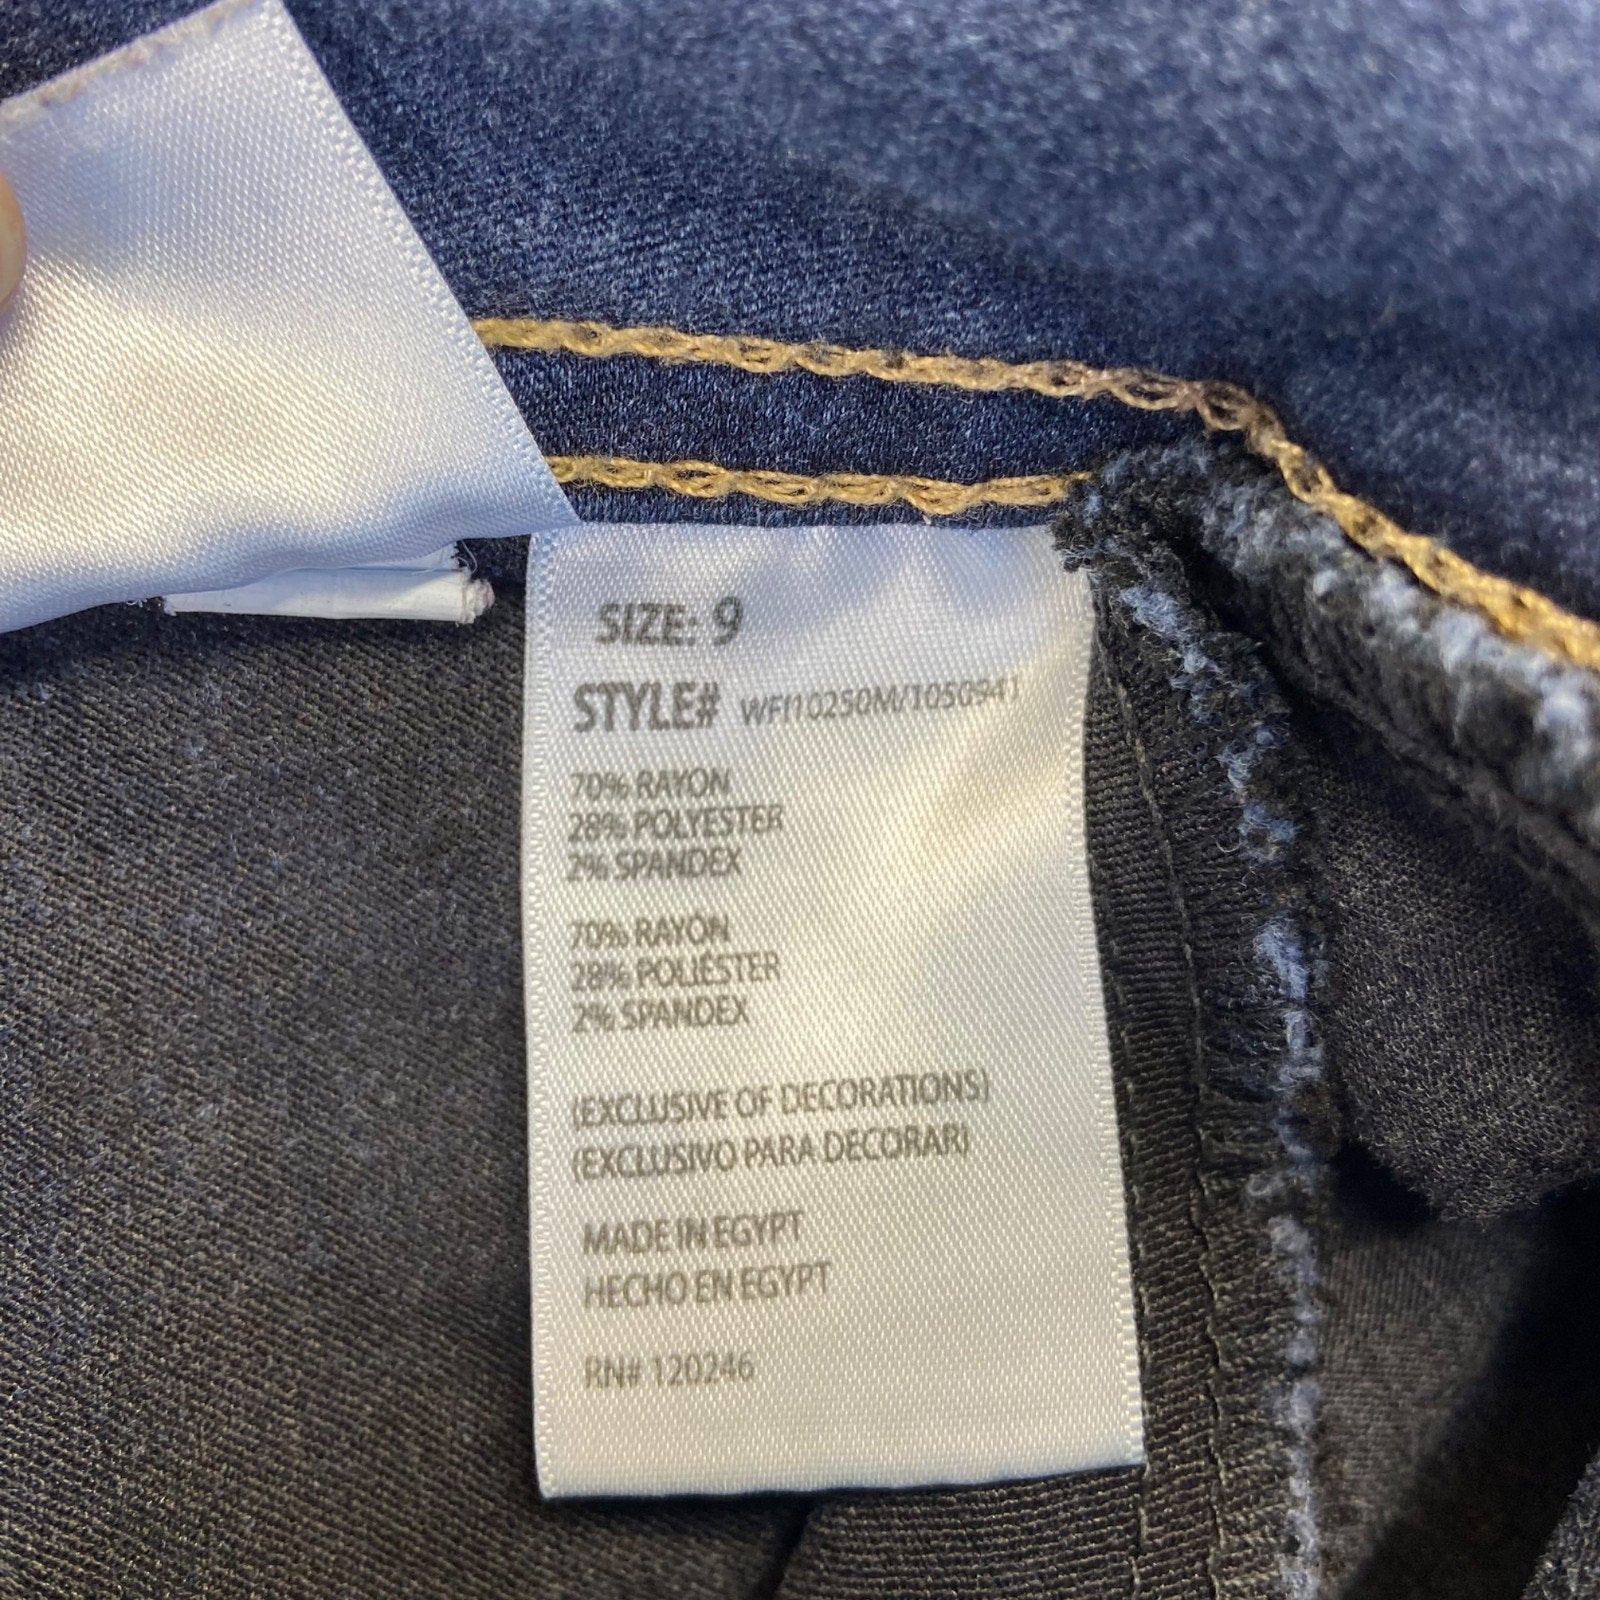 SIZE: 9
STYLE# WFI10250M/1050941
70% RAYON
28% POLYESTER
2% SPANDEX
70% RAYÓN
28% POLIÉSTER
2% SPANDEX
(EXCLUSIVE OF DECORATIONS)
(EXCLUSIVO PARA DECORAR)
MADE IN EGYPT
HECHO EN EGYPT
RN# 120246